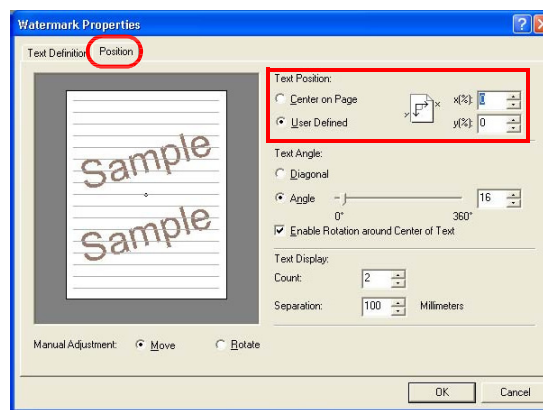 Watermark Properties
Text Definition Position
Text Position:
Center on Page x(%): 0
User Defined y(%): 0
Text Angle:
Diagonal
Angle 16
0° 360°
Enable Rotation around Center of Text
Text Display:
Count: 2
Separation: 100 Millimeters
Sample
Sample
Manual Adjustment: Move Rotate
OK Cancel